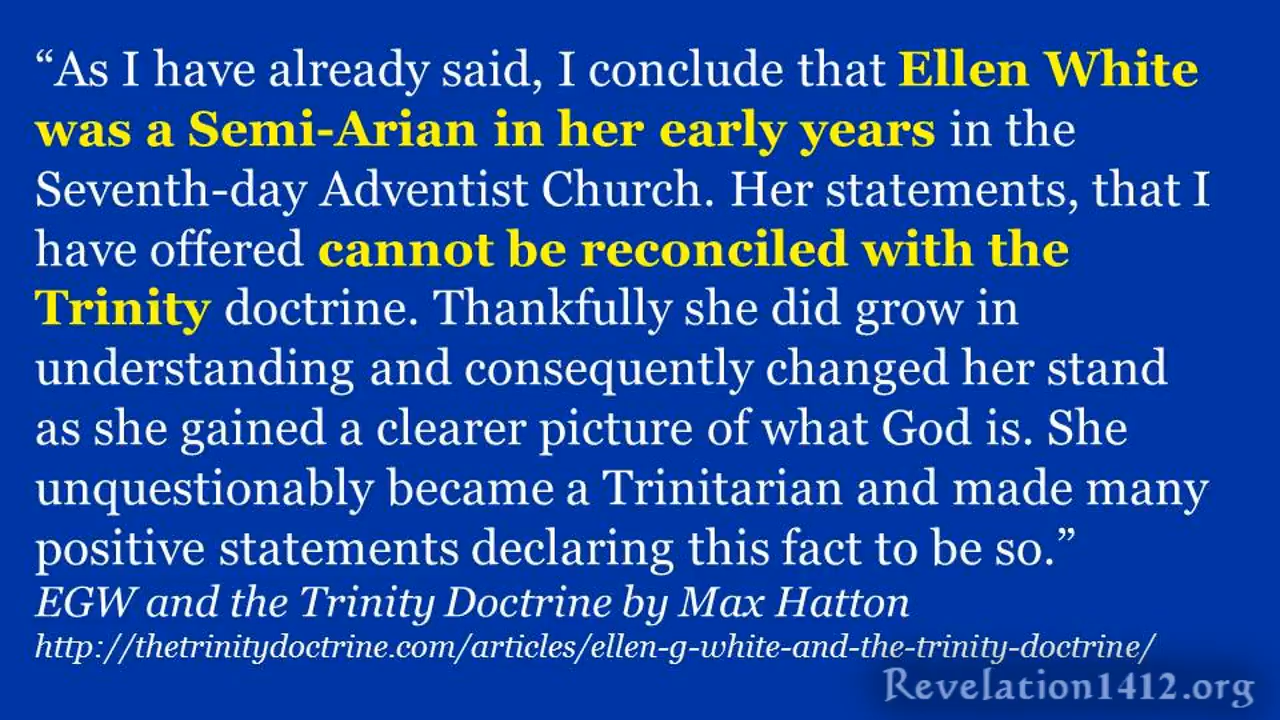 “As I have already said, I conclude that Ellen White
was a Semi-Arian in her early years in the
Seventh-day Adventist Church. Her statements, that I
have offered cannot be reconciled with the
Trinity doctrine. Thankfully she did grow in
understanding and consequently changed her stand
as she gained a clearer picture of what God is. She
unquestionably became a Trinitarian and made many
positive statements declaring this fact to be so.”
EGW and the Trinity Doctrine by Max Hatton
http://thetrinitydoctrine.com/articles/ellen-g-white-and-the-trinity-doctrine/
Revelation1412.org